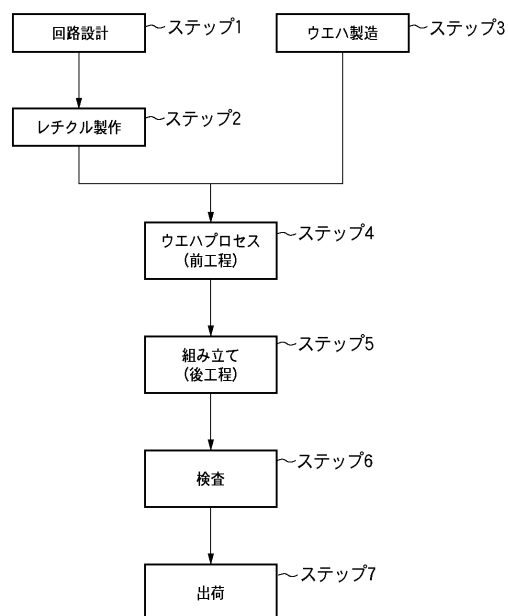 回路設計
ステップ1
ウエハ製造
ステップ3
レチクル製作
ステップ2
ウエハプロセス
(前工程)
ステップ4
組み立て
(後工程)
ステップ5
検査
ステップ6
出荷
ステップ7